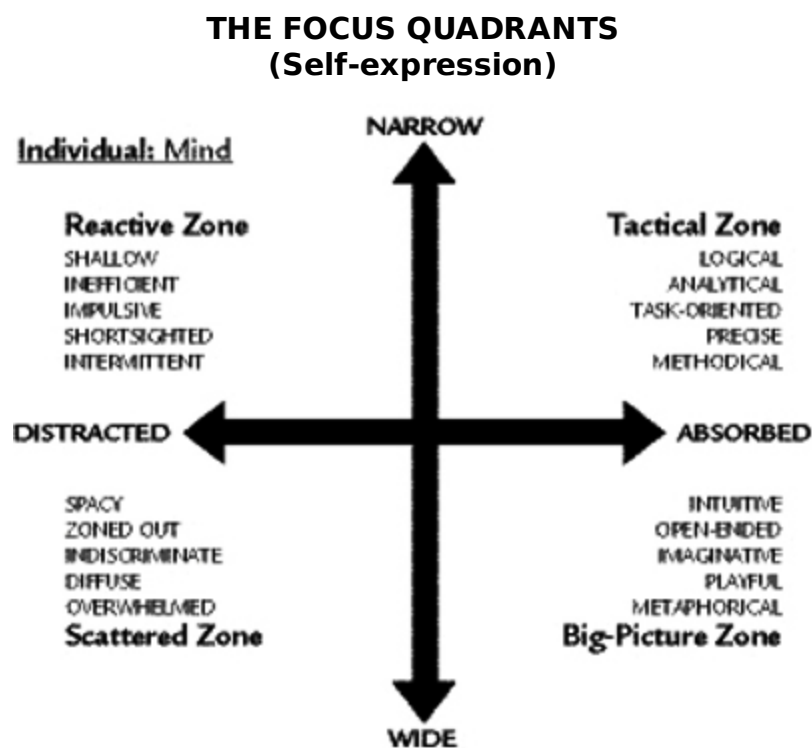 THE FOCUS QUADRANTS
(Self-expression)
NARROW
Individual: Mind
Reactive Zone
SHALLOW
INEFFICIENT
IMPULSIVE
SHORTSIGHTED
INTERMITTENT
Tactical Zone
LOGICAL
ANALYTICAL
TASK-ORIENTED
PRECISE
METHODICAL
DISTRACTED
ABSORBED
SPACY
ZONED OUT
INDISCRIMINATE
DIFFUSE
OVERWHELMED
Scattered Zone
INTUITIVE
OPEN-ENDED
IMAGINATIVE
PLAYFUL
METAPHORICAL
Big-Picture Zone
WIDE